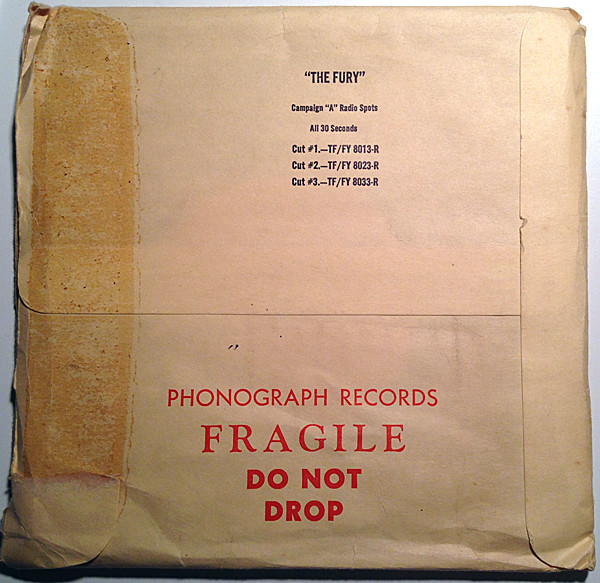 “THE FURY”
Campaign “A” Radio Spots
All 30 Seconds
Cut #1.—TF/FY 8013-R
Cut #2.—TF/FY 8023-R
Cut #3.—TF/FY 8033-R
PHONOGRAPH RECORDS
FRAGILE
DO NOT
DROP